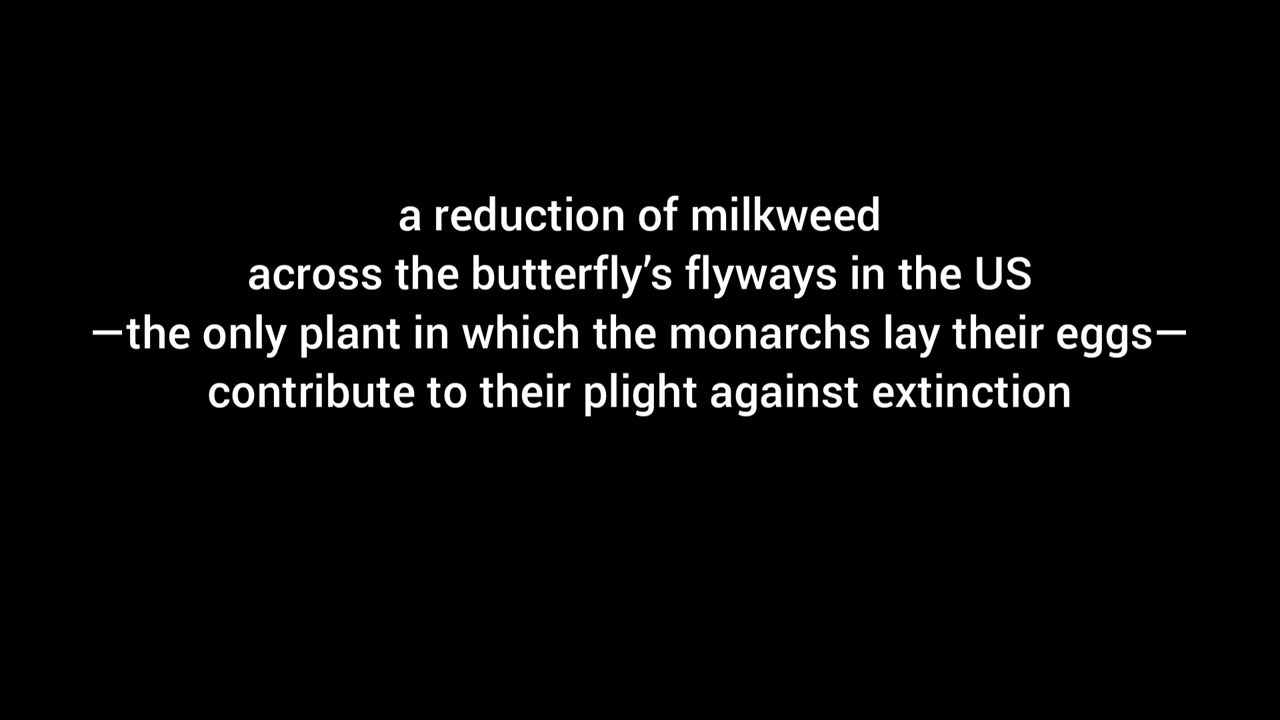 a reduction of milkweed
across the butterfly’s flyways in the US
—the only plant in which the monarchs lay their eggs—
contribute to their plight against extinction